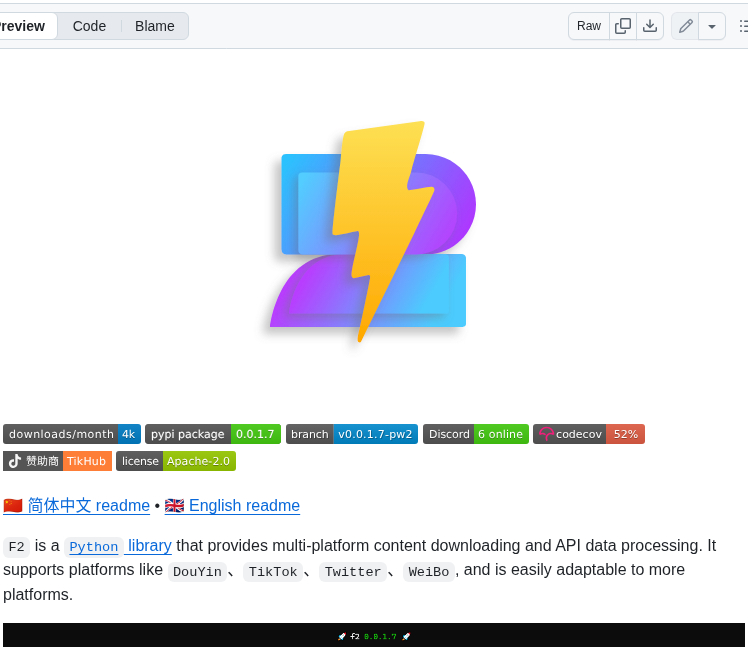 Preview Code Blame Raw
downloads/month 4k pypi package 0.0.1.7 branch v0.0.1.7-pw2 Discord 6 online codecov 52%
赞助商 TikHub license Apache-2.0
🇨🇳 简体中文 readme • 🇬🇧 English readme
F2 is a Python library that provides multi-platform content downloading and API data processing. It
supports platforms like DouYin、 TikTok、 Twitter、 WeiBo, and is easily adaptable to more
platforms.
🚀 f2 0.0.1.7 🚀